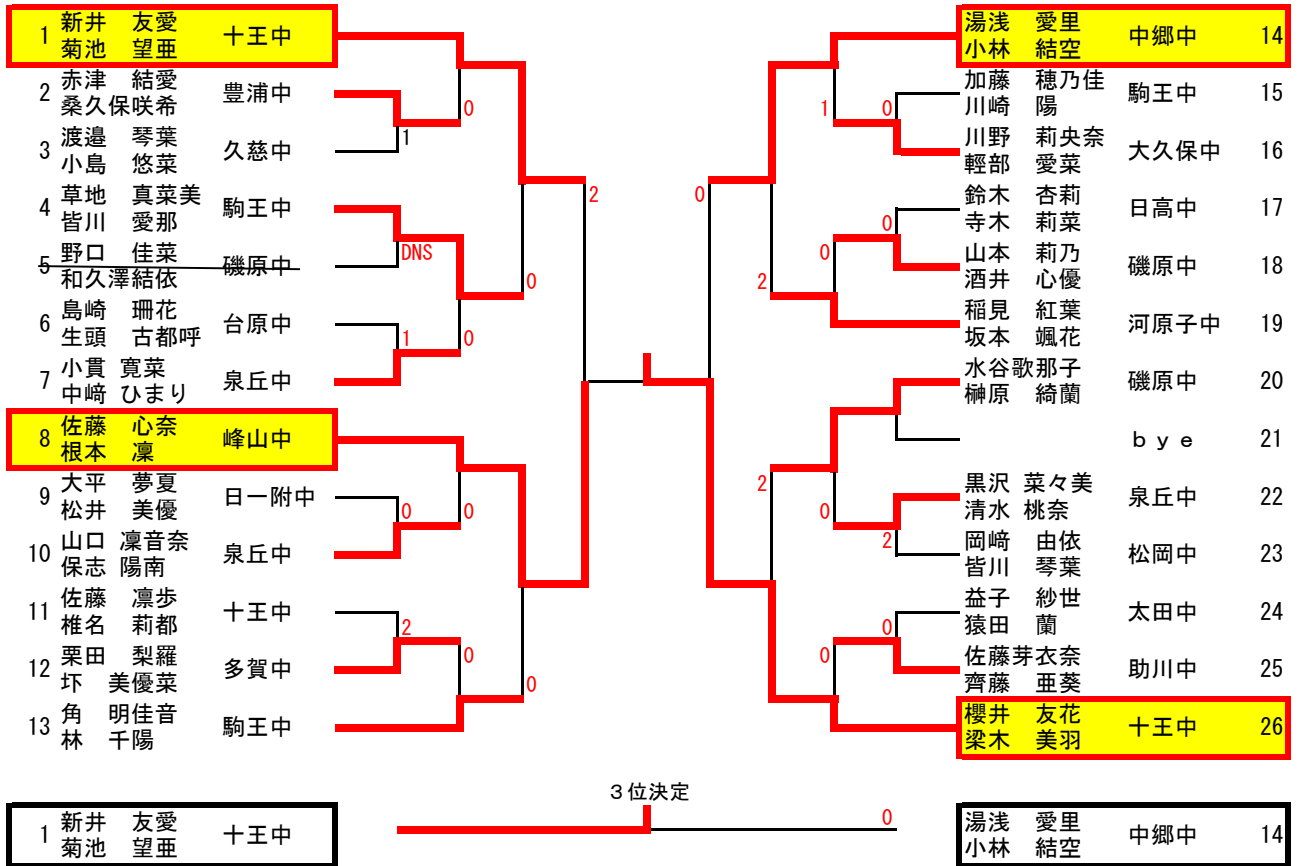 1 新井 友愛 菊池 望亜 十王中
2 赤津 結愛 桑久保咲希 豊浦中
3 渡邉 琴葉 小島 悠菜 久慈中
4 草地 真菜美 皆川 愛那 駒王中
5 野口 佳菜 和久澤結依 磯原中
6 島崎 珊花 生頭 古都呼 台原中
7 小貫 寛菜 中﨑 ひまり 泉丘中
8 佐藤 心奈 根本 凜 峰山中
9 大平 夢夏 松井 美優 日一附中
10 山口 凜音奈 保志 陽南 泉丘中
11 佐藤 凛歩 椎名 莉都 十王中
12 栗田 梨羅 圷 美優菜 多賀中
13 角 明佳音 林 千陽 駒王中
0
1
2
DNS
0
1
0
0
0
2
0
0
湯浅 愛里 小林 結空 中郷中 14
加藤 穂乃佳 川崎 陽 駒王中 15
川野 莉央奈 輕部 愛菜 大久保中 16
鈴木 杏莉 寺木 莉菜 日高中 17
山本 莉乃 酒井 心優 磯原中 18
稲見 紅葉 坂本 颯花 河原子中 19
水谷歌那子 榊原 綺蘭 磯原中 20
bye 21
黒沢 菜々美 清水 桃奈 泉丘中 22
岡﨑 由依 皆川 琴葉 松岡中 23
益子 紗世 猿田 蘭 太田中 24
佐藤芽衣奈 齊藤 亜葵 助川中 25
櫻井 友花 梁木 美羽 十王中 26
1
0
0
0
0
2
2
0
2
0
0
3位決定
1 新井 友愛 菊池 望亜 十王中
0
湯浅 愛里 小林 結空 中郷中 14